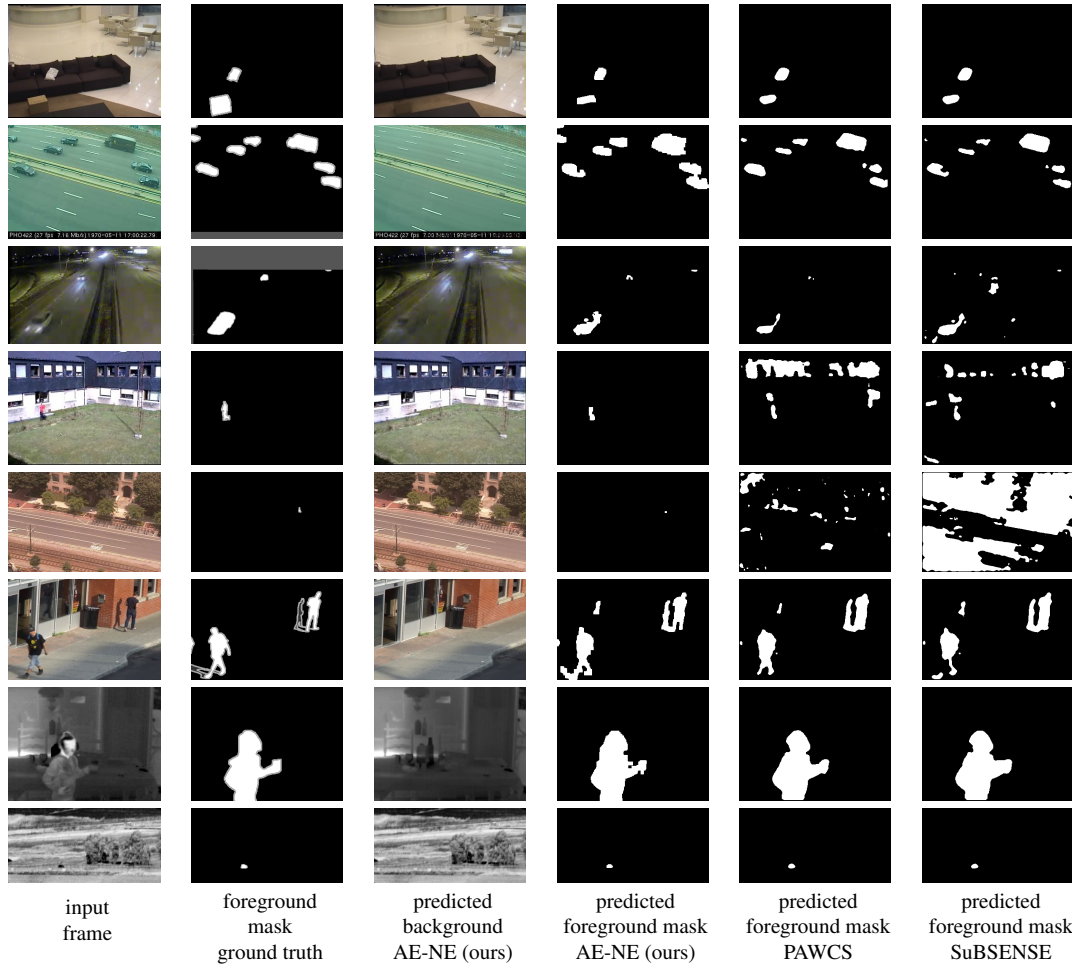 PHO422 (27 fps 7.16 Mb/s) 1970-05-11 17:00:22.79
input
frame
foreground
mask
ground truth
predicted
background
AE-NE (ours)
predicted
foreground mask
AE-NE (ours)
predicted
foreground mask
PAWCS
predicted
foreground mask
SuBSENSE